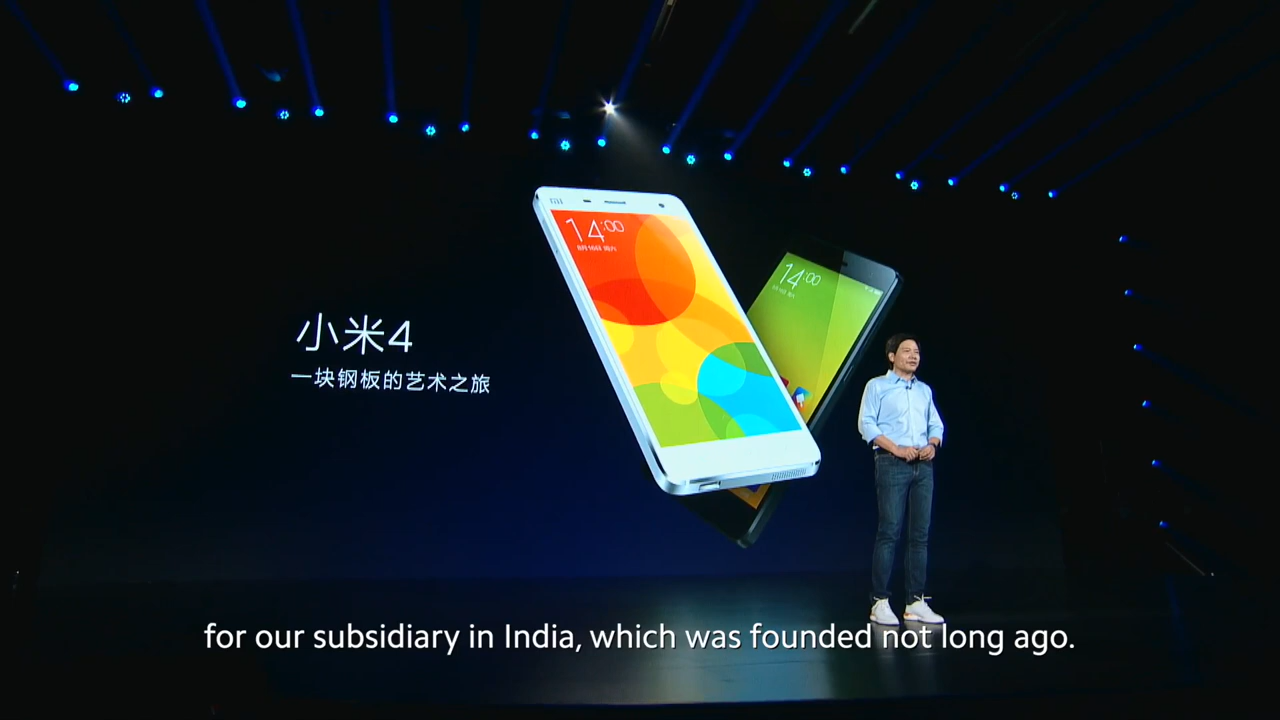 mi
14:00
14:00
小米4
一块钢板的艺术之旅
for our subsidiary in India, which was founded not long ago.